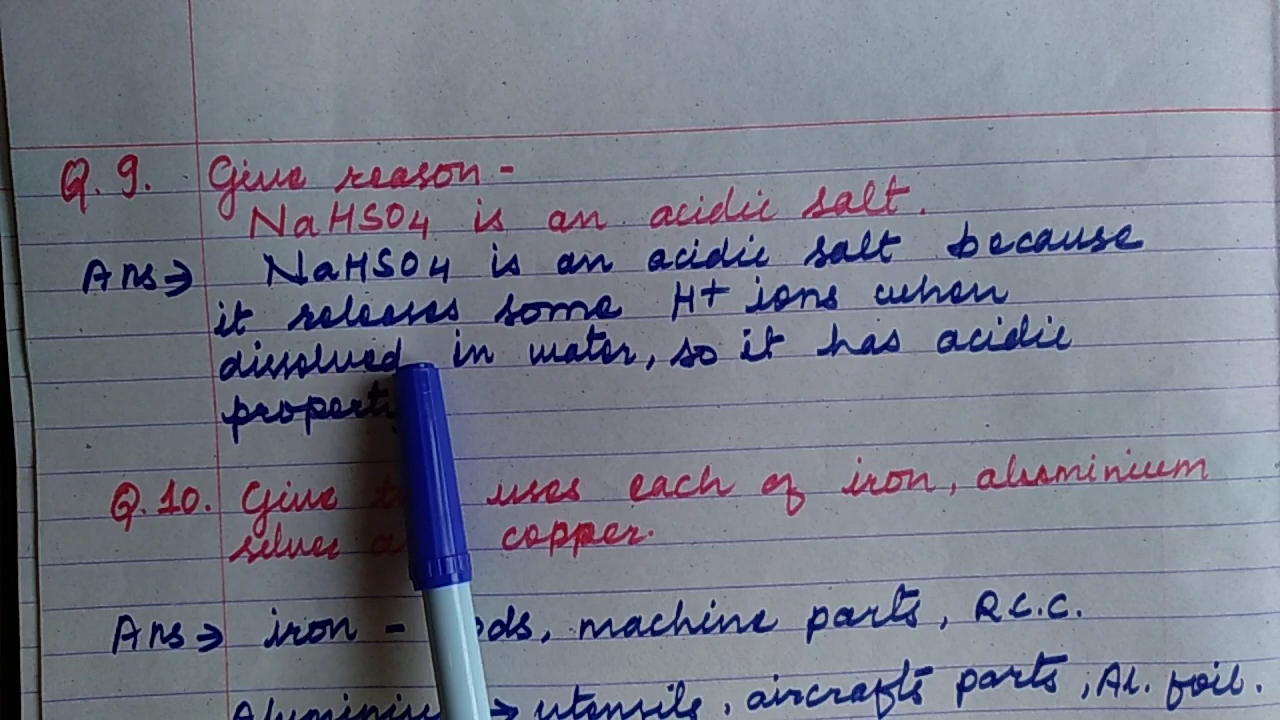 Q. 9. Give reason -
NaHSO4 is an acidic salt.
Ans → NaHSO4 is an acidic salt because
it releases some H+ ions when
dissolved in water, so it has acidic
Q. 10. Give uses each of iron, aluminium
silver copper.
Ans → iron - machine parts, R.C.C.
→ utensils, aircrafts parts, Al. foil.